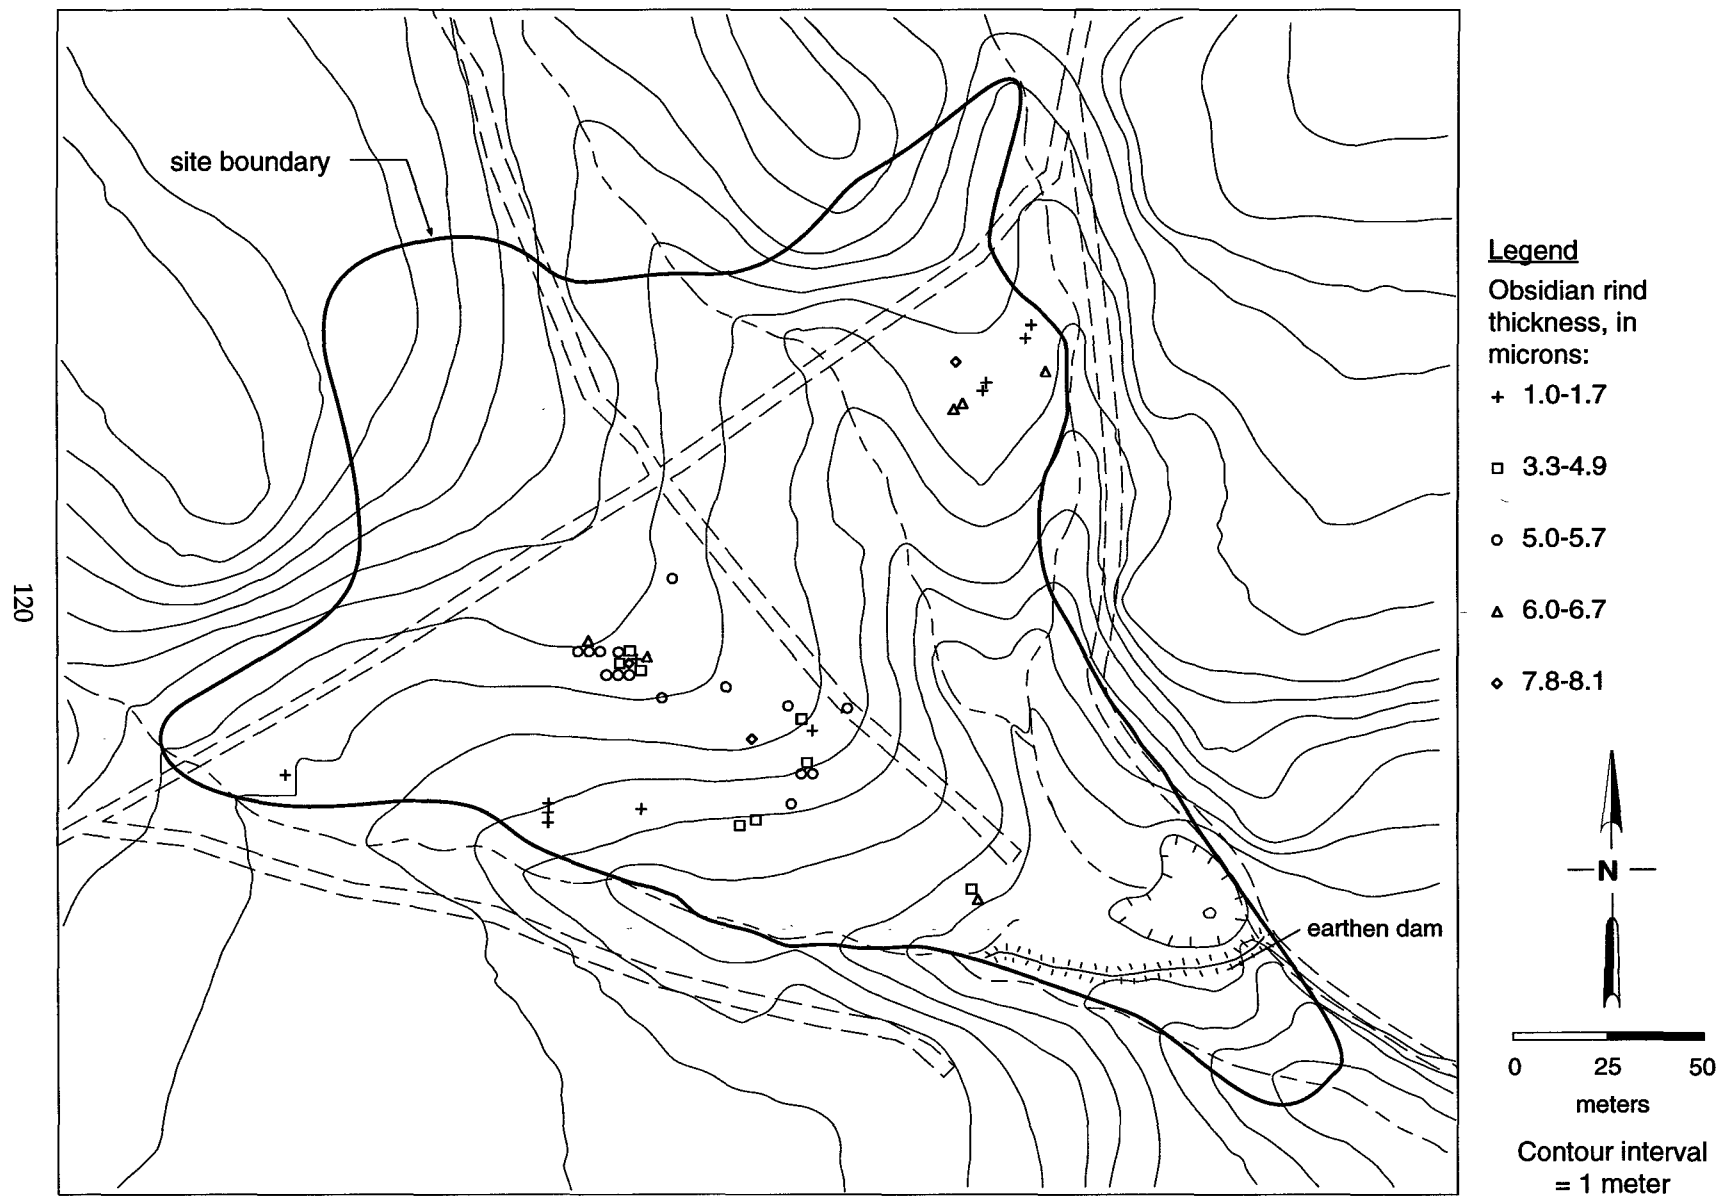 site boundary
120
Legend
Obsidian rind
thickness, in
microns:
1.0-1.7
3.3-4.9
5.0-5.7
6.0-6.7
7.8-8.1
N
earthen dam
0 25 50
meters
Contour interval
= 1 meter